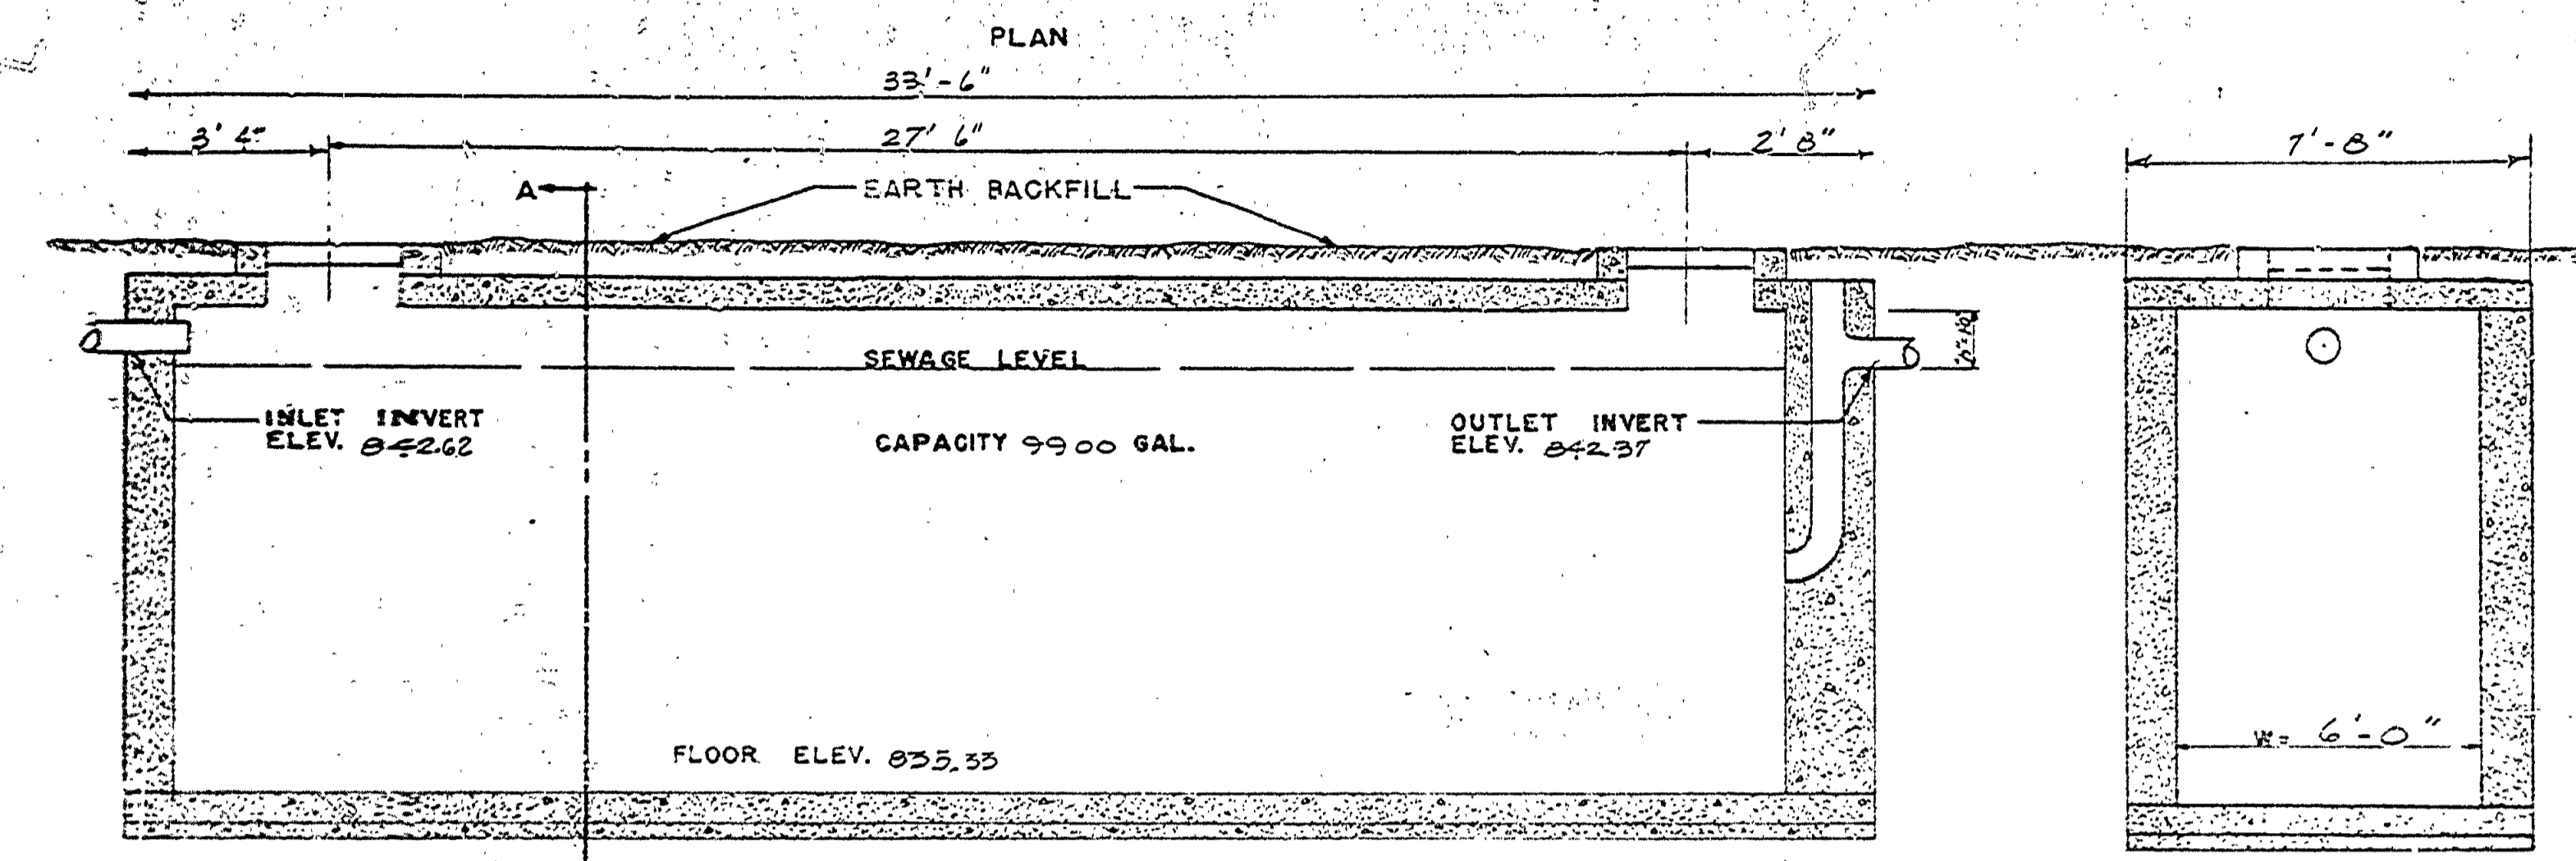 PLAN
33'-6"
3' 4"
27' 6"
2' 8"
7'-8"
A
EARTH BACKFILL
SEWAGE LEVEL
INLET INVERT
ELEV. 842.62
CAPACITY 9900 GAL.
OUTLET INVERT
ELEV. 842.37
FLOOR ELEV. 835.33
W= 6'-0"